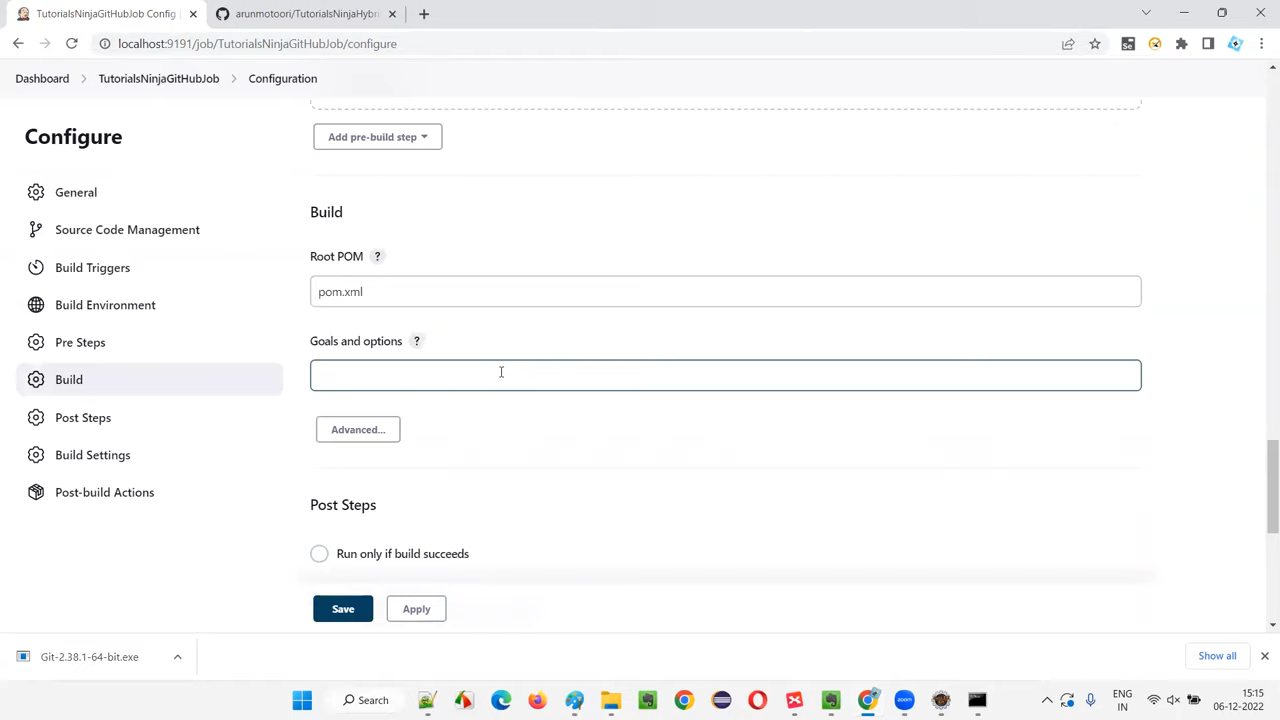 TutorialsNinjaGitHubJob Config
arunmotoori/TutorialsNinjaHybri
localhost:9191/job/TutorialsNinjaGitHubJob/configure
Dashboard > TutorialsNinjaGitHubJob > Configuration
Configure
General
Source Code Management
Build Triggers
Build Environment
Pre Steps
Build
Post Steps
Build Settings
Post-build Actions
Add pre-build step
Build
Root POM ?
pom.xml
Goals and options ?
Advanced...
Post Steps
Run only if build succeeds
Save
Apply
Git-2.38.1-64-bit.exe
Show all
Search
ENG
IN
15:15
06-12-2022